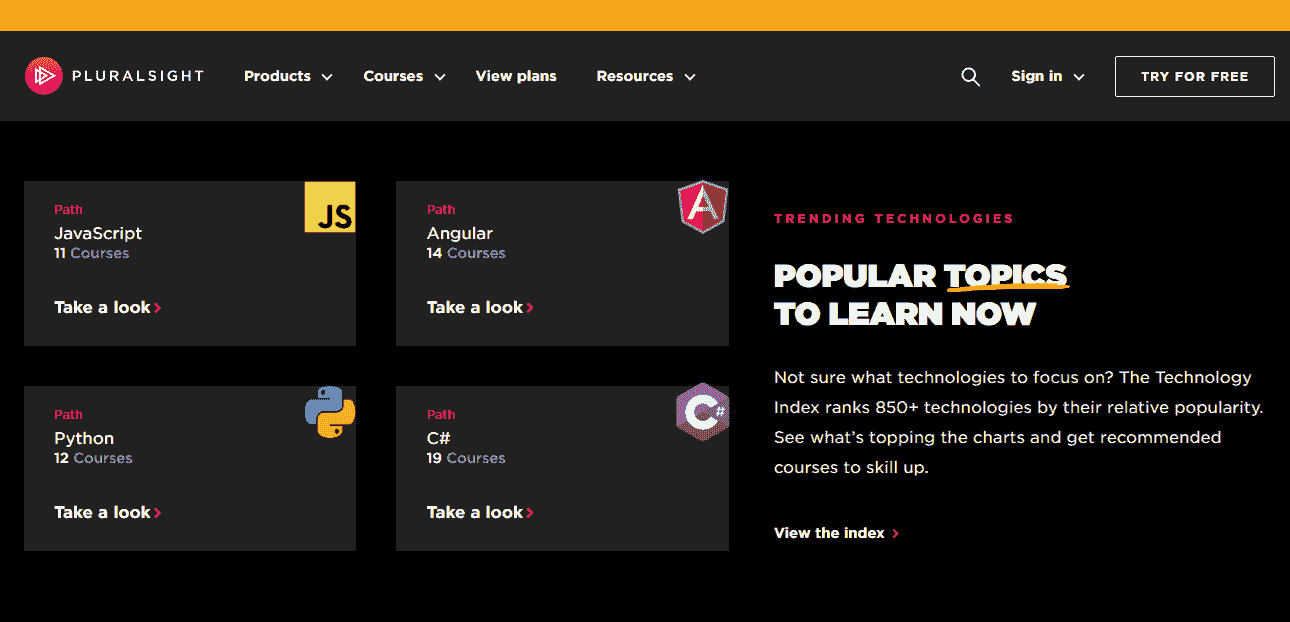 PLURALSIGHT Products Courses View plans Resources Sign in TRY FOR FREE
Path
JavaScript
11 Courses
Take a look
JS
Path
Angular
14 Courses
Take a look
A
Path
Python
12 Courses
Take a look
Path
C#
19 Courses
Take a look
C#
TRENDING TECHNOLOGIES
POPULAR TOPICS
TO LEARN NOW
Not sure what technologies to focus on? The Technology
Index ranks 850+ technologies by their relative popularity.
See what's topping the charts and get recommended
courses to skill up.
View the index